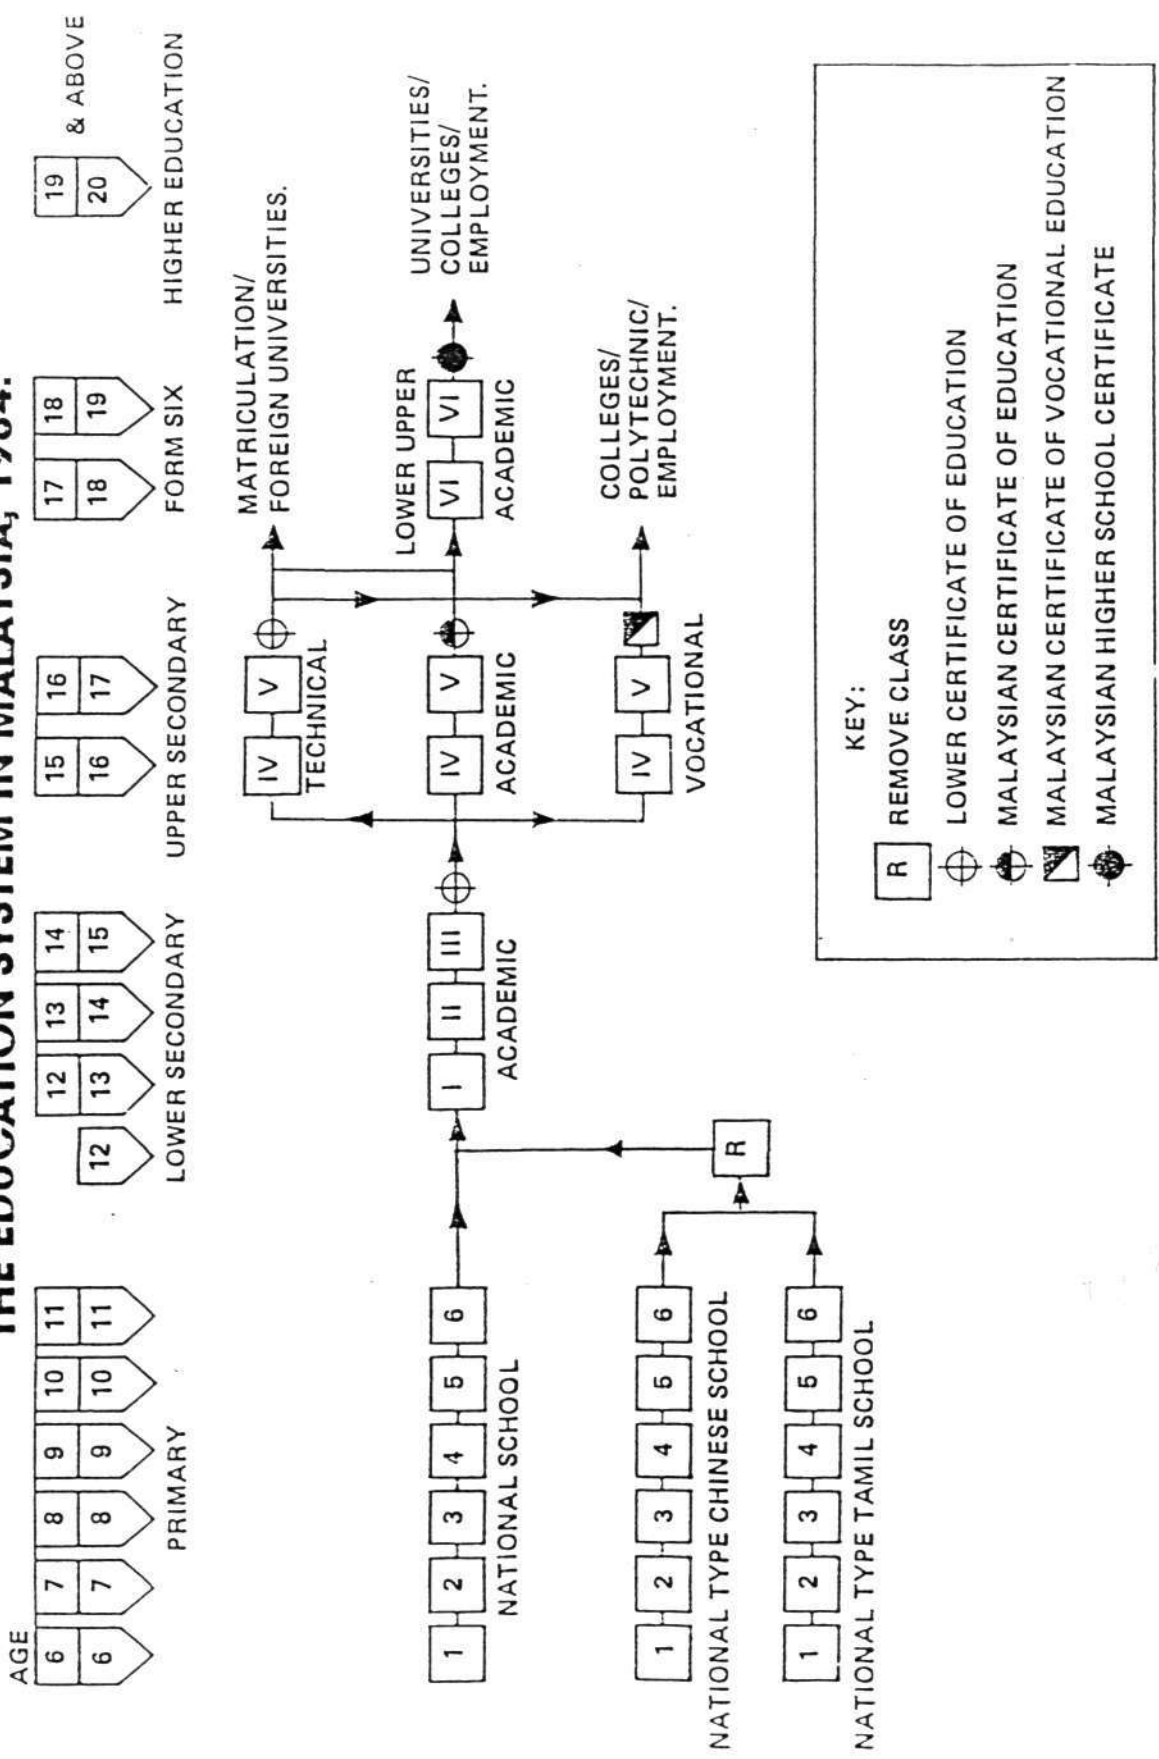 THE EDUCATION SYSTEM IN MALAYSIA, 1984.
AGE
6 7 8 9 10 11 12 13 14 15 16 17 18 19
& ABOVE
6 7 8 9 10 11 12 13 14 15 16 17 18 19 20
PRIMARY
LOWER SECONDARY
UPPER SECONDARY
FORM SIX
HIGHER EDUCATION
MATRICULATION/
FOREIGN UNIVERSITIES.
IV V
TECHNICAL
LOWER UPPER
UNIVERSITIES/
COLLEGES/
EMPLOYMENT.
1 2 3 4 5 6 I II III IV V VI VI
NATIONAL SCHOOL
ACADEMIC
ACADEMIC
ACADEMIC
COLLEGES/
POLYTECHNIC/
EMPLOYMENT.
1 2 3 4 5 6 IV V
NATIONAL TYPE CHINESE SCHOOL
VOCATIONAL
R
1 2 3 4 5 6
NATIONAL TYPE TAMIL SCHOOL
KEY:
R REMOVE CLASS
LOWER CERTIFICATE OF EDUCATION
MALAYSIAN CERTIFICATE OF EDUCATION
MALAYSIAN CERTIFICATE OF VOCATIONAL EDUCATION
MALAYSIAN HIGHER SCHOOL CERTIFICATE